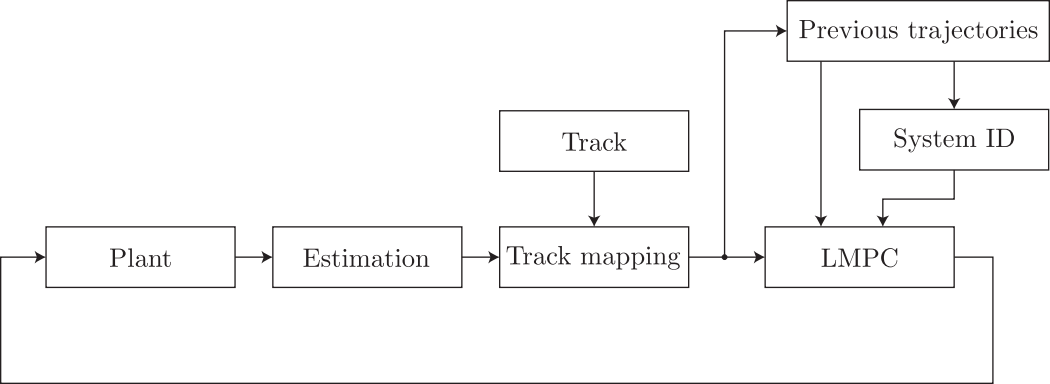 Previous trajectories
Track
System ID
Plant
Estimation
Track mapping
LMPC